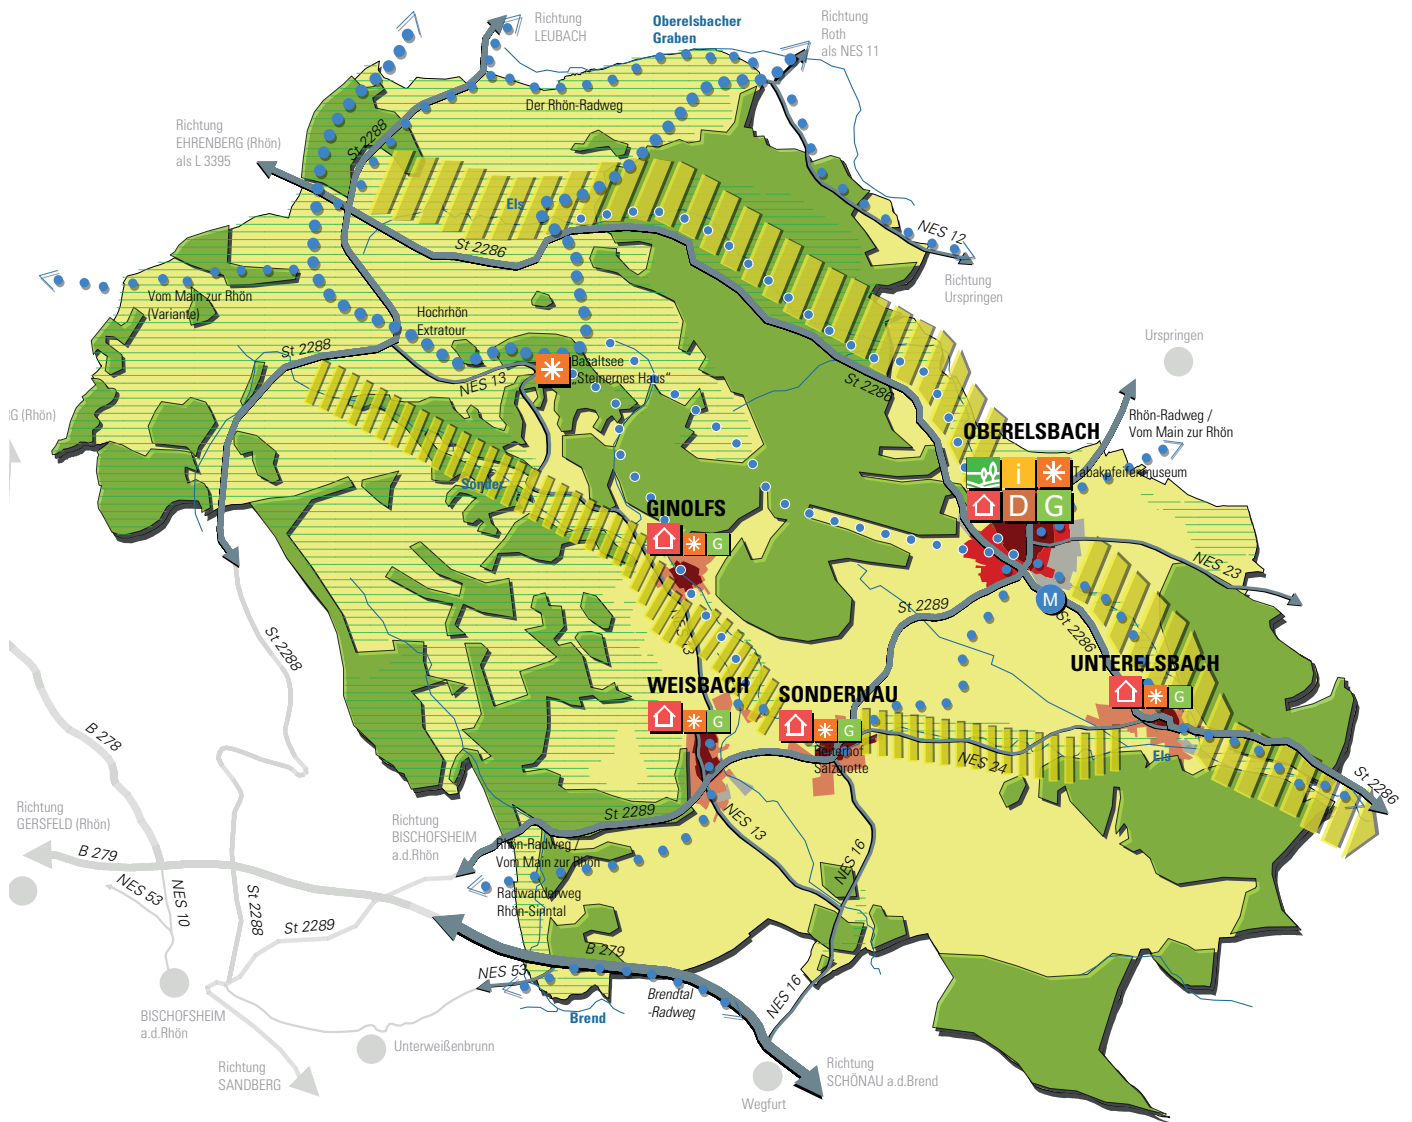 Richtung
LEUBACH
Oberelsbacher
Graben
Richtung
Roth
als NES 11
Der Rhön-Radweg
Richtung
EHRENBERG (Rhön)
als L 3395
St 2288
Els
St 2286
NES 12
Richtung
Urspringen
Vom Main zur Rhön
(Variante)
Hochrhön
Extratour
St 2288
NES 13
Basaltsee
„Steinernes Haus“
St 2286
Urspringen
G (Rhön)
Rhön-Radweg /
Vom Main zur Rhön
OBERELSBACH
i
Tabakpfeifenmuseum
D G
Sonder
GINOLFS
G
NES 23
St 2289
M
St 2286
St 2288
UNTERELSBACH
G
WEISBACH
G
SONDERNAU
G
Reiterhof
Salzgrotte
NES 24
Els
St 2286
B 278
Richtung
GERSFELD (Rhön)
B 279
Richtung
BISCHOFSHEIM
a.d.Rhön
St 2289
NES 13
NES 16
Rhön-Radweg /
Vom Main zur Rhön
Radwanderweg
Rhön-Sinntal
NES 53
NES 10
St 2288
St 2289
B 279
NES 53
Brendtal
-Radweg
NES 16
Brend
BISCHOFSHEIM
a.d.Rhön
Unterweißenbrunn
Richtung
SANDBERG
Richtung
SCHÖNAU a.d.Brend
Wegfurt